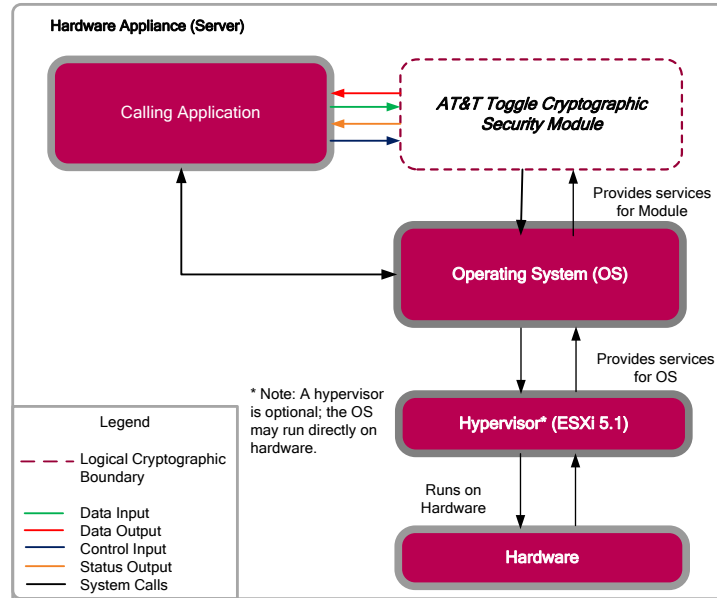 Hardware Appliance (Server)
Calling Application
AT&T Toggle Cryptographic
Security Module
Provides services
for Module
Operating System (OS)
Provides services
for OS
* Note: A hypervisor
is optional; the OS
may run directly on
hardware.
Hypervisor* (ESXi 5.1)
Runs on
Hardware
Hardware
Legend
Logical Cryptographic
Boundary
Data Input
Data Output
Control Input
Status Output
System Calls